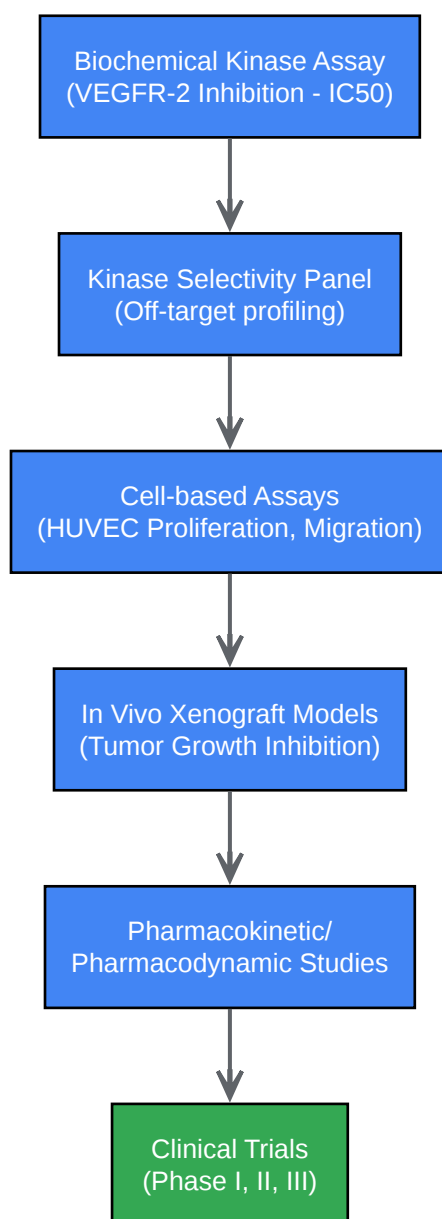 Biochemical Kinase Assay
(VEGFR-2 Inhibition - IC50)
Kinase Selectivity Panel
(Off-target profiling)
Cell-based Assays
(HUVEC Proliferation, Migration)
In Vivo Xenograft Models
(Tumor Growth Inhibition)
Pharmacokinetic/
Pharmacodynamic Studies
Clinical Trials
(Phase I, II, III)